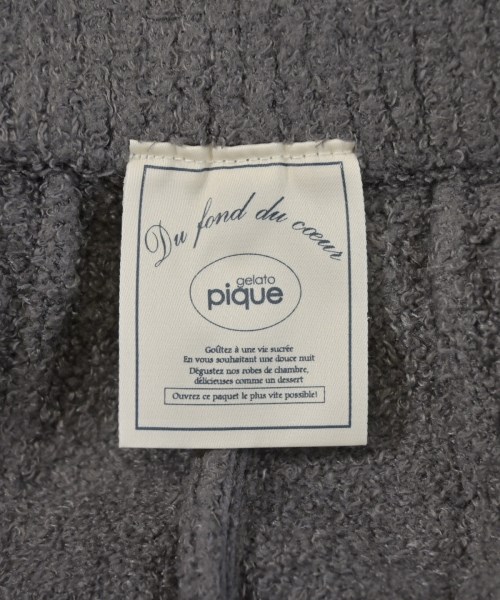 Du fond du cœur
gelato
pique
Goûtez à une vie sucrée
En vous souhaitant une douce nuit
Dégustez nos robes de chambre,
délicieuses comme un dessert
Ouvrez ce paquet le plus vite possible!